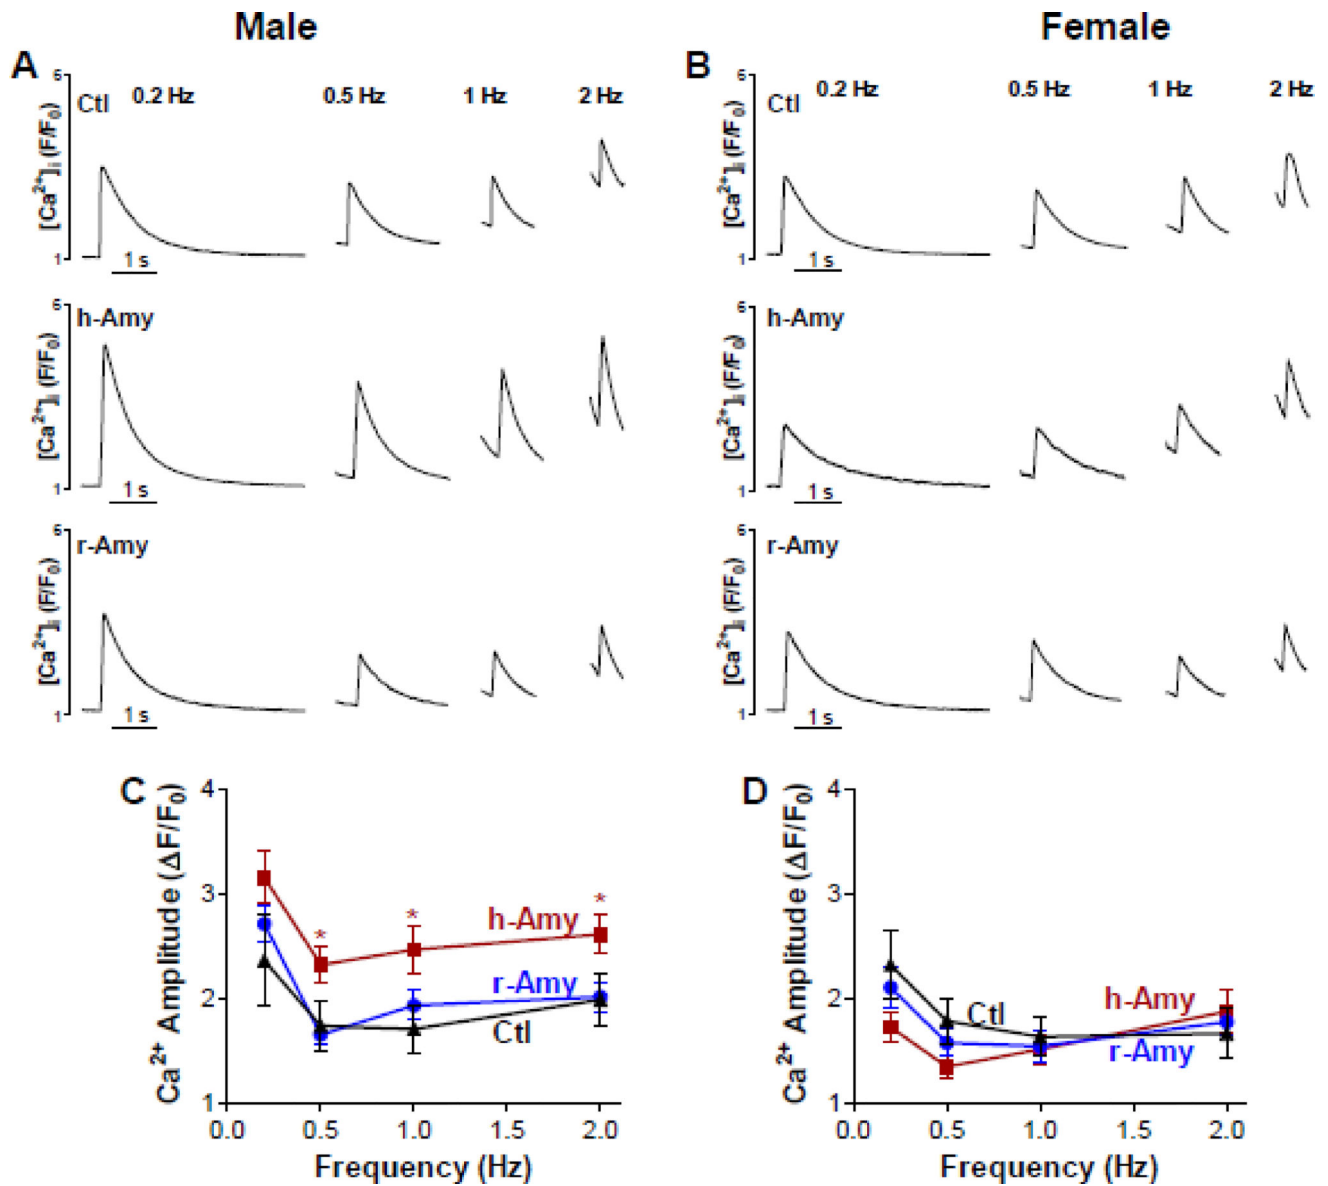 Male
Female
A
6
Ctl
0.2 Hz
0.5 Hz
1 Hz
2 Hz
[Ca²⁺]ᵢ (F/F₀)
1
1 s
6
h-Amy
[Ca²⁺]ᵢ (F/F₀)
1
1 s
6
r-Amy
[Ca²⁺]ᵢ (F/F₀)
1
1 s
B
6
Ctl
0.2 Hz
0.5 Hz
1 Hz
2 Hz
[Ca²⁺]ᵢ (F/F₀)
1
1 s
6
h-Amy
[Ca²⁺]ᵢ (F/F₀)
1
1 s
6
r-Amy
[Ca²⁺]ᵢ (F/F₀)
1
1 s
C
Ca²⁺ Amplitude (ΔF/F₀)
4
3
2
1
* * *
h-Amy
r-Amy
Ctl
0.0 0.5 1.0 1.5 2.0
Frequency (Hz)
D
Ca²⁺ Amplitude (ΔF/F₀)
4
3
2
1
Ctl
h-Amy
r-Amy
0.0 0.5 1.0 1.5 2.0
Frequency (Hz)